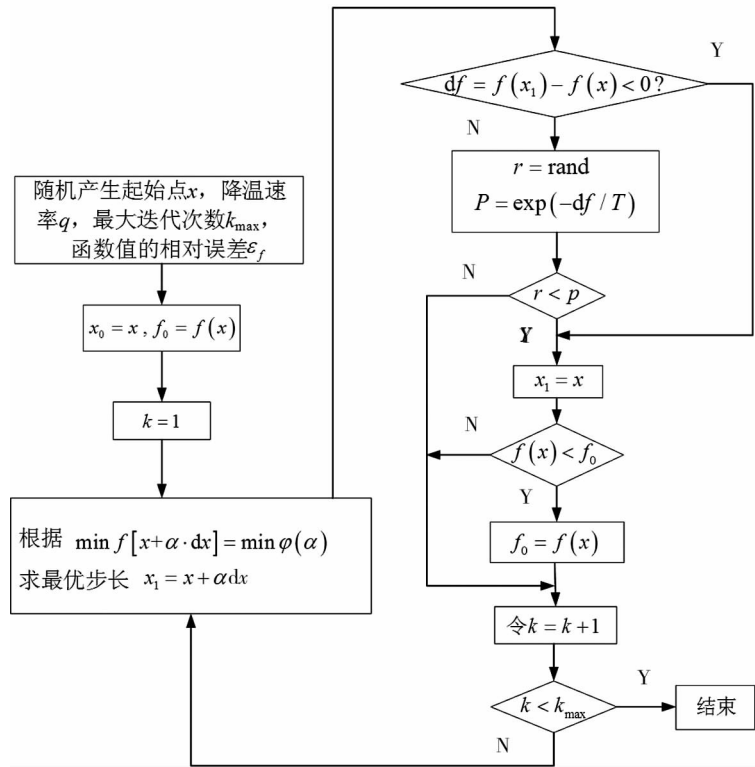 随机产生起始点x，降温速
率q，最大迭代次数k_max，
函数值的相对误差ε_f
x₀ = x , f₀ = f(x)
k = 1
根据 min f[x+α·dx] = min φ(α)
求最优步长 x₁ = x + αdx
df = f(x₁) − f(x) < 0 ?
Y
N
r = rand
P = exp(−df / T)
N
r < p
Y
x₁ = x
N
f(x) < f₀
Y
f₀ = f(x)
令k = k+1
k < k_max
Y
结束
N